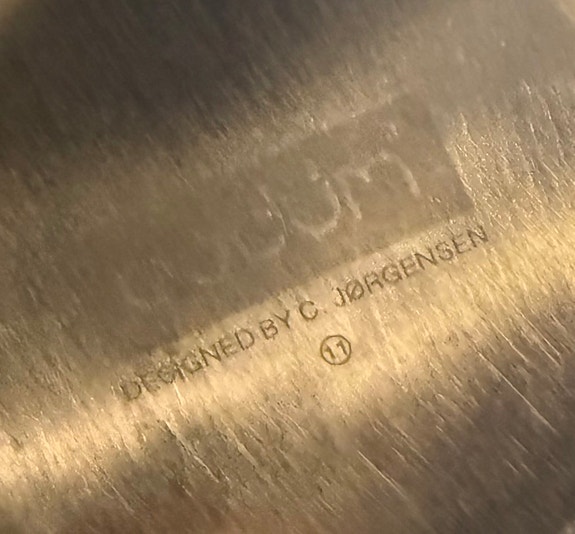 DESIGNED BY C. JØRGENSEN
11